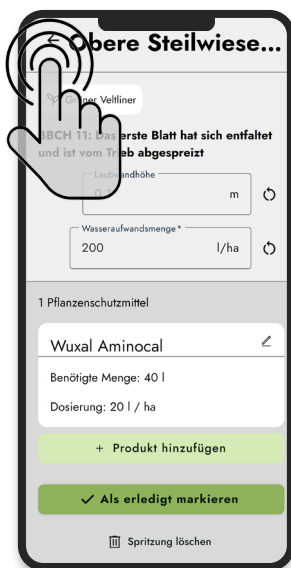 Obere Steilwiese...
Grüner Veltliner
BBCH 11: Das erste Blatt hat sich entfaltet
und ist vom Trieb abgespreizt
Laubwandhöhe
m
Wasseraufwandsmenge*
200 l/ha
1 Pflanzenschutzmittel
Wuxal Aminocal
Benötigte Menge: 40 l
Dosierung: 20 l / ha
+ Produkt hinzufügen
Als erledigt markieren
Spritzung löschen